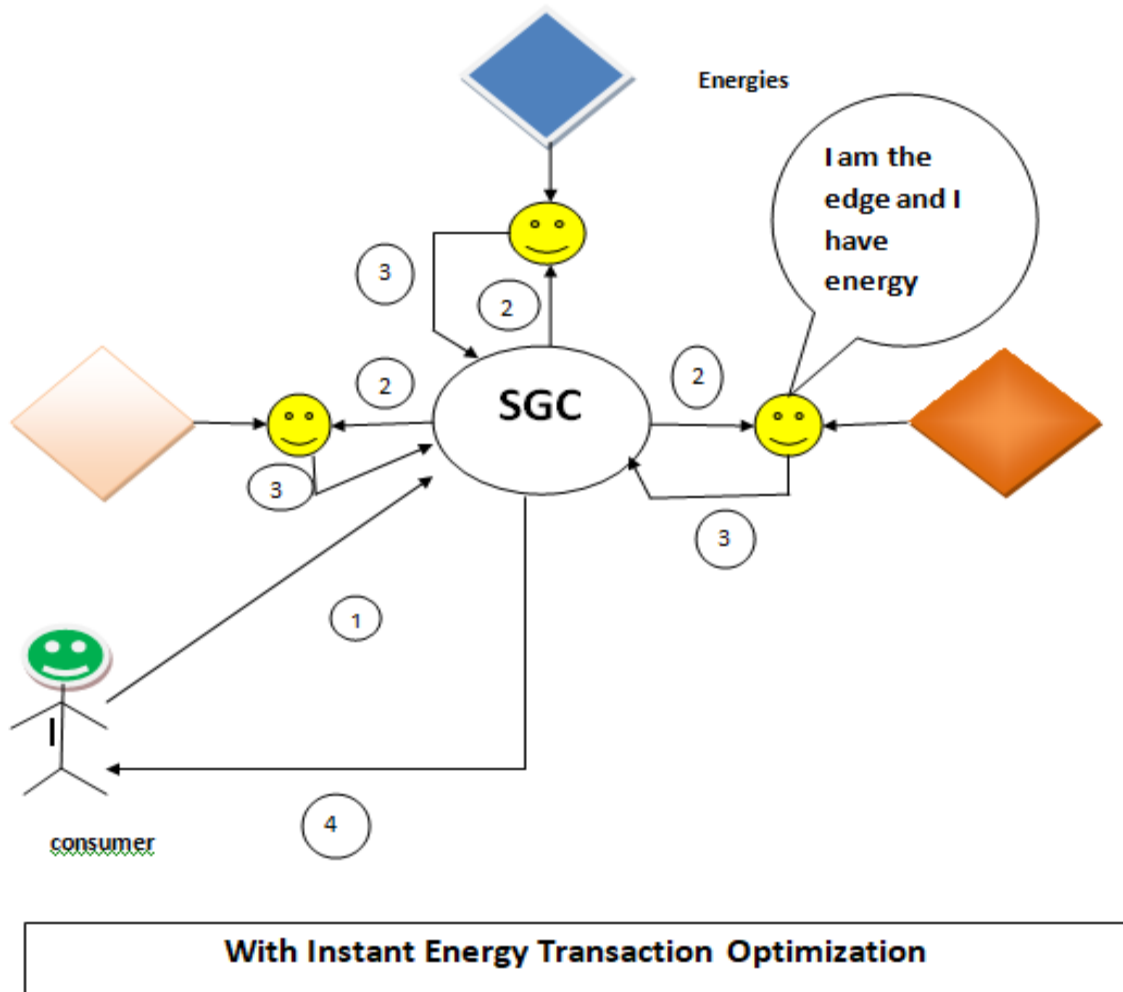 Energies
I am the
edge and I
have
energy
3
2
2
SGC
2
3
3
1
consumer
4
With Instant Energy Transaction Optimization